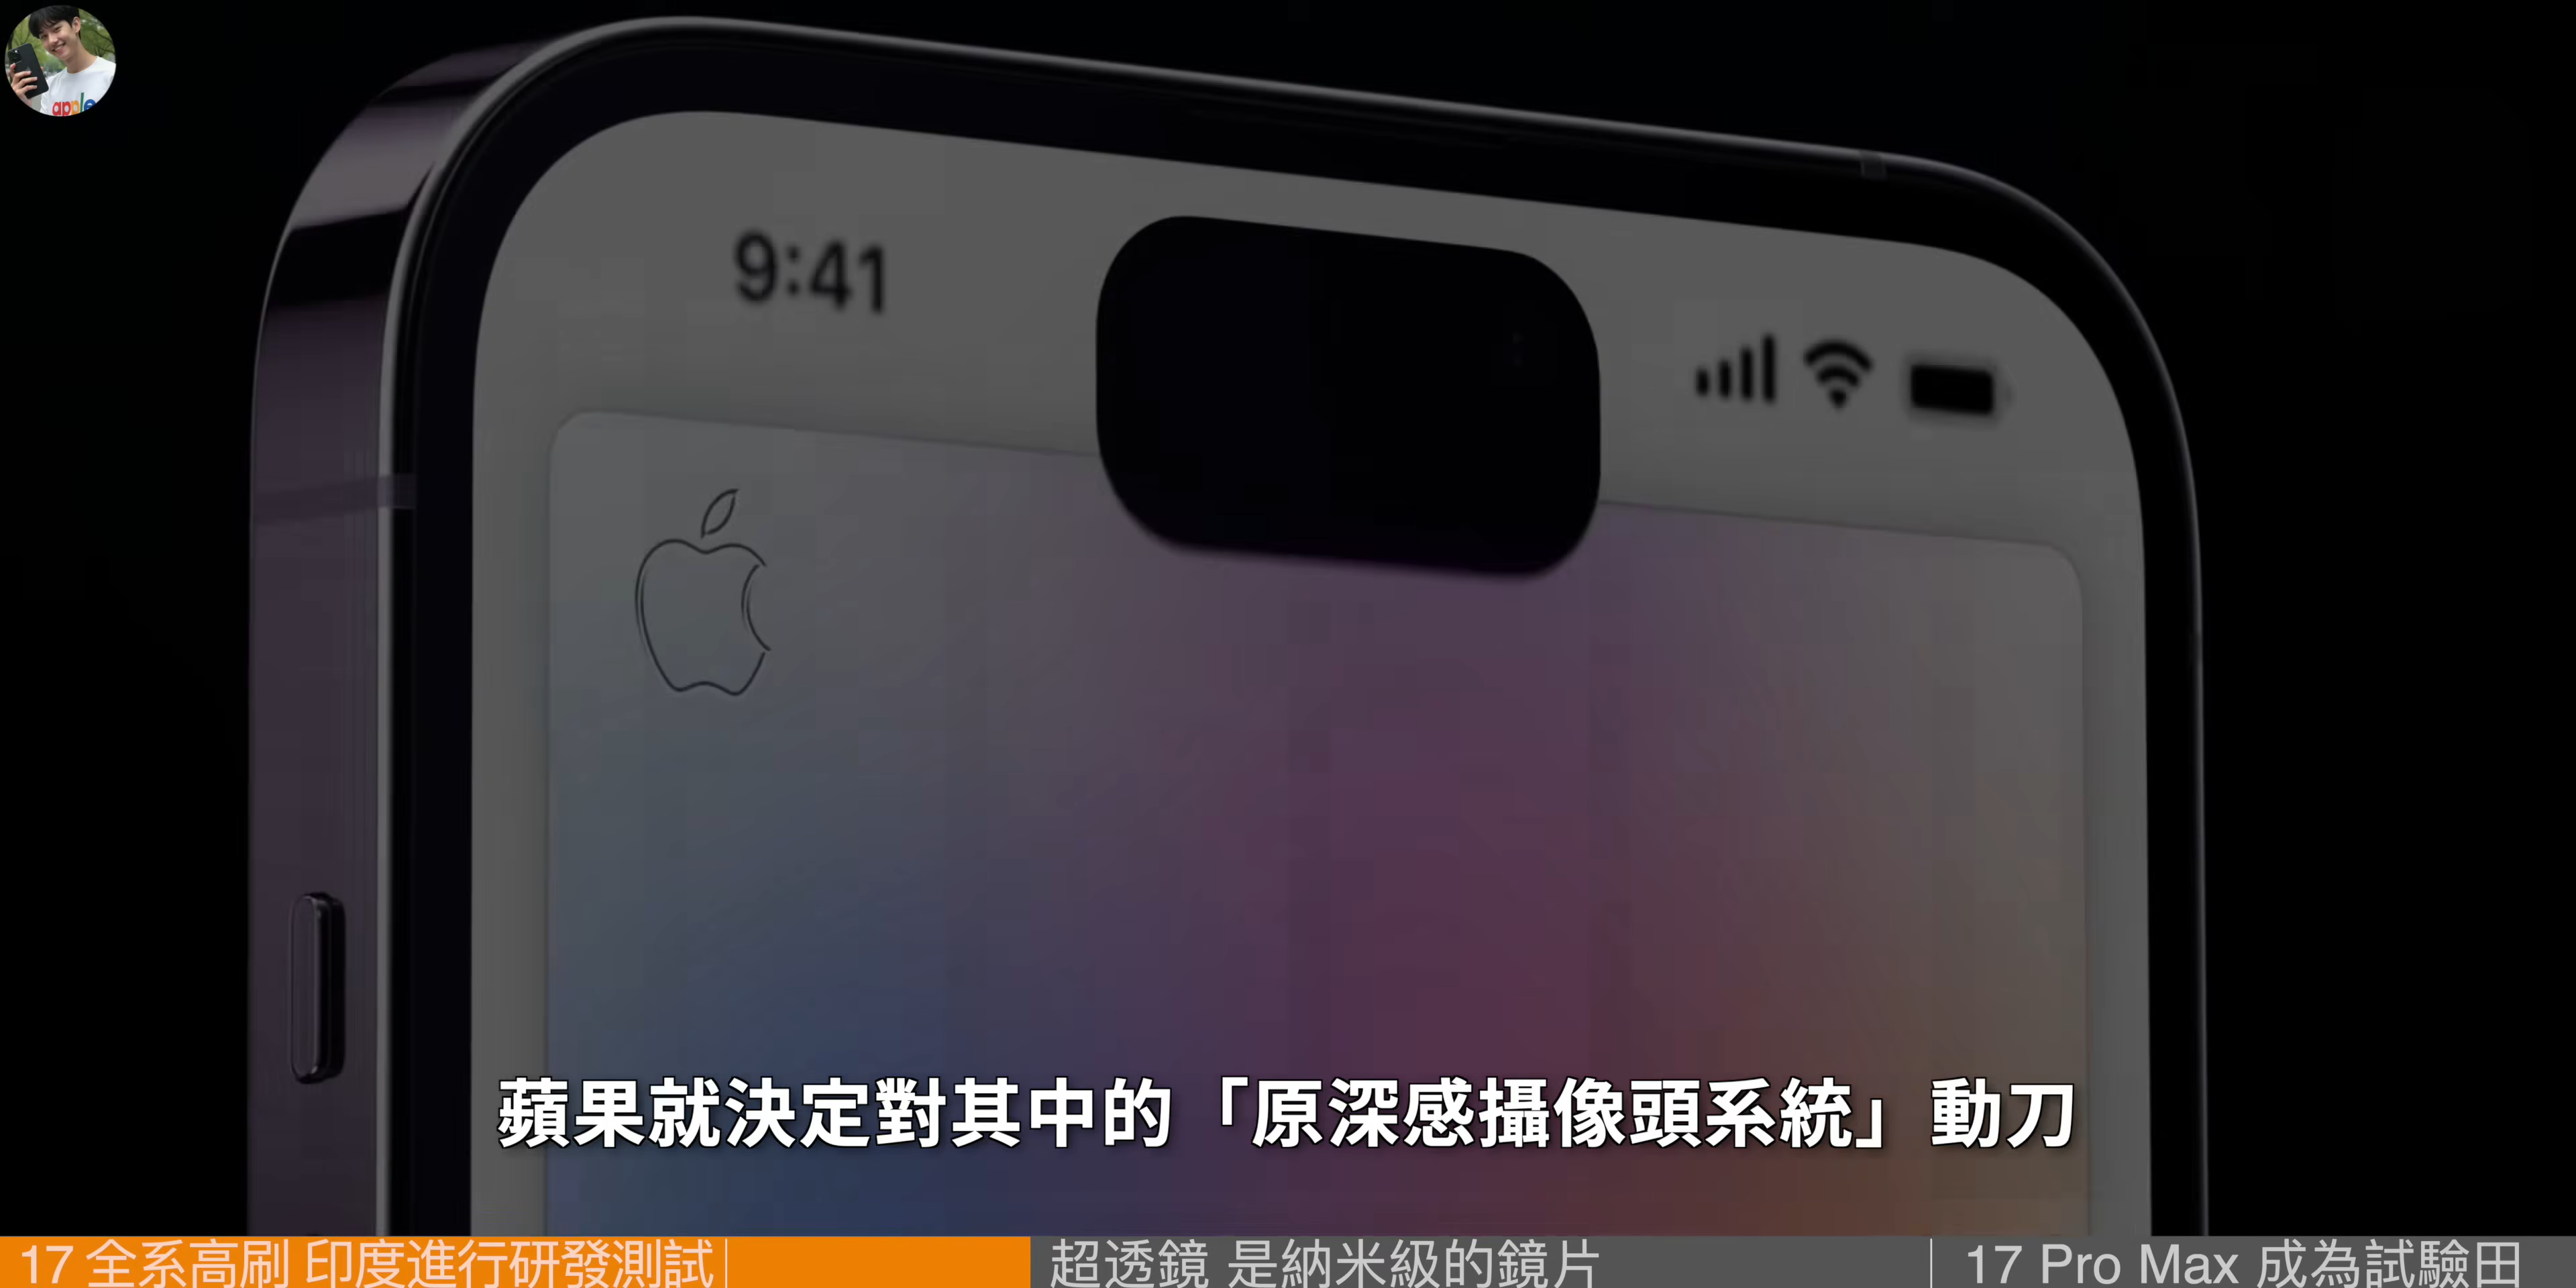 apple
9:41
蘋果就決定對其中的「原深感攝像頭系統」動刀
17 全系高刷 印度進行研發測試
超透鏡 是納米級的鏡片
17 Pro Max 成為試驗田